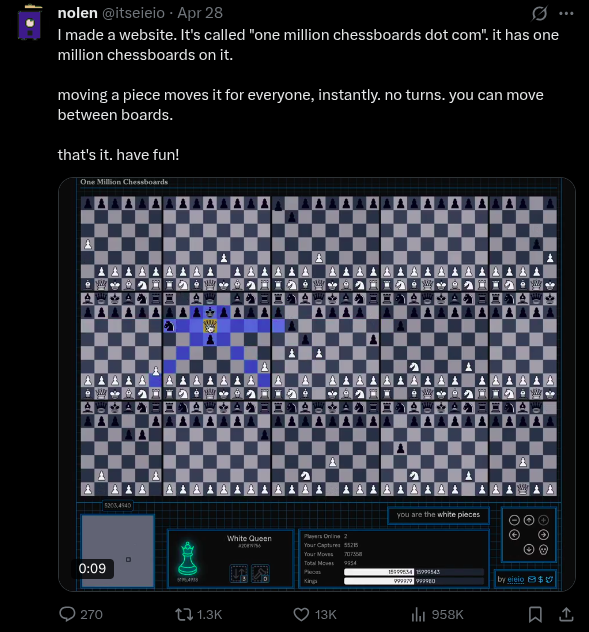 nolen @itseieio · Apr 28
I made a website. It's called "one million chessboards dot com". it has one
million chessboards on it.
moving a piece moves it for everyone, instantly. no turns. you can move
between boards.
that's it. have fun!
One Million Chessboards
you are the white pieces
White Queen
Players Online 2
Your Captures
Your Moves
Total Moves
Pieces
Kings
by eieio
0:09
270
1.3K
13K
958K